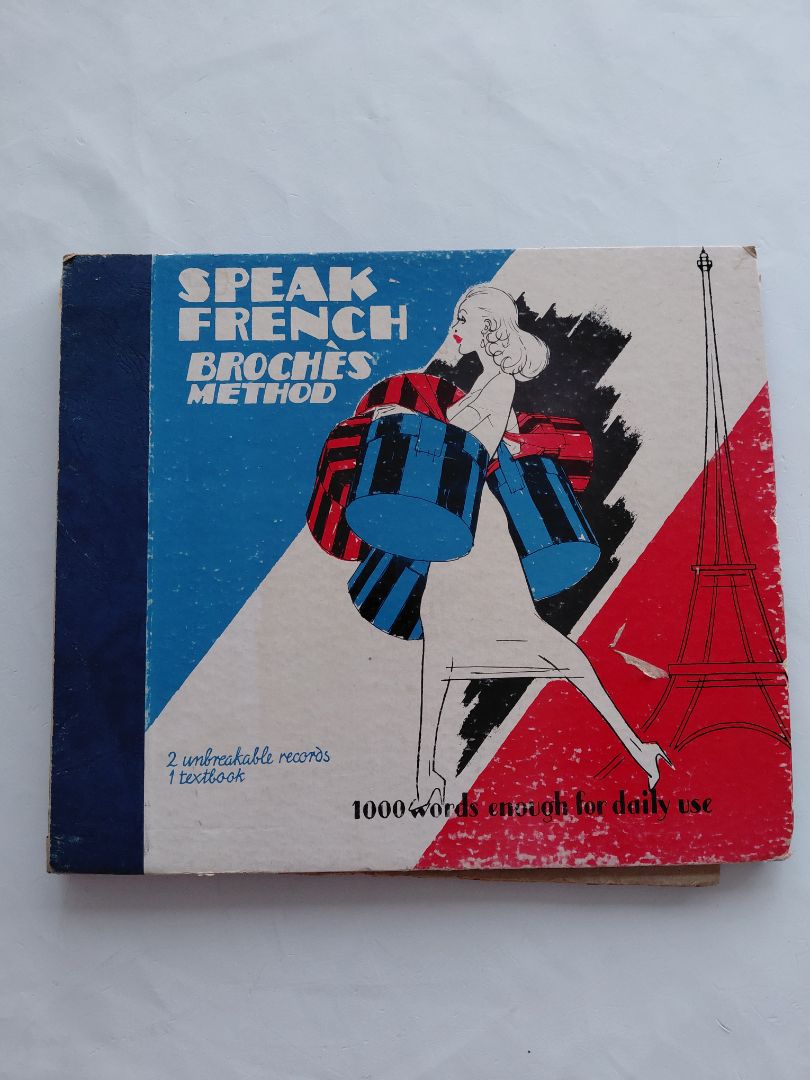 SPEAK
FRENCH
BROCHÈS
METHOD
2 unbreakable records
1 textbook
1000 words enough for daily use